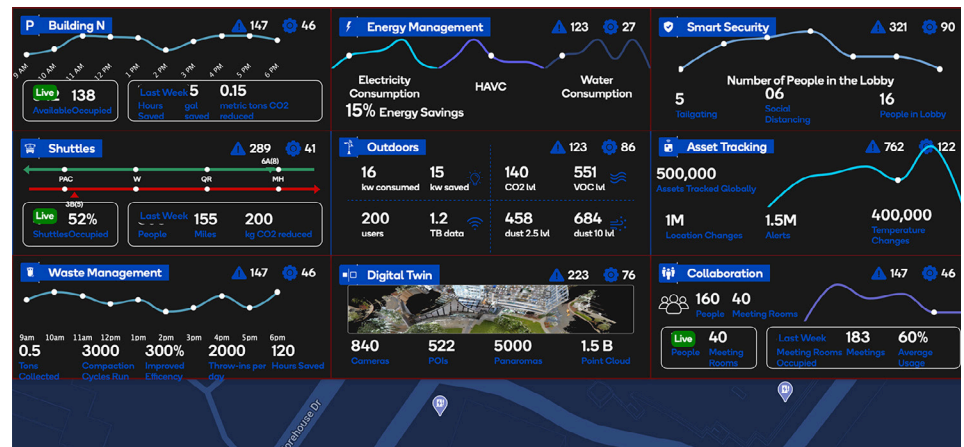 Building N 147 46
9 AM 10 AM 11 AM 12 PM 1 PM 2 PM 3 PM 4 PM 5 PM 6 PM
Live 138
Available Occupied
Last Week 5 0.15
Hours Saved gal saved metric tons CO2 reduced
Energy Management 123 27
Electricity Consumption
HAVC
Water Consumption
15% Energy Savings
Smart Security 321 90
Number of People in the Lobby
5 06 16
Tailgating Social Distancing People in Lobby
Shuttles 289 41
6A(8)
PAC W QR MH
3B(5)
Live 52%
Shuttles Occupied
Last Week 155 200
People Miles kg CO2 reduced
Outdoors 123 86
16 15 140 551
kw consumed kw saved CO2 lvl VOC lvl
200 1.2 458 684
users TB data dust 2.5 lvl dust 10 lvl
Asset Tracking 762 122
500,000
Assets Tracked Globally
1M 1.5M 400,000
Location Changes Alerts Temperature Changes
Waste Management 147 46
9am 10am 11am 12pm 1pm 2pm 3pm 4pm 5pm 6pm
0.5 3000 300% 2000 120
Tons Collected Compaction Cycles Run Improved Efficency Throw-ins per day Hours Saved
Digital Twin 223 76
840 522 5000 1.5 B
Cameras POIs Panaromas Point Cloud
Collaboration 147 46
160 40
People Meeting Rooms
Live 40
People Meeting Rooms
Last Week 183 60%
Meeting Rooms Occupied Meetings Average Usage
orehouse Dr